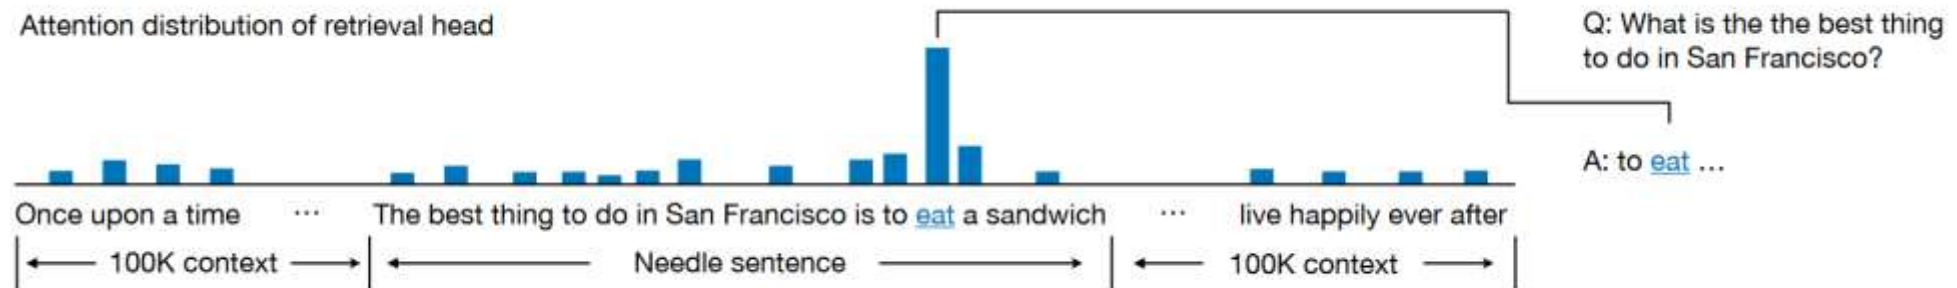 Attention distribution of retrieval head
Q: What is the the best thing
to do in San Francisco?
A: to eat ...
Once upon a time ... The best thing to do in San Francisco is to eat a sandwich ... live happily ever after
100K context Needle sentence 100K context